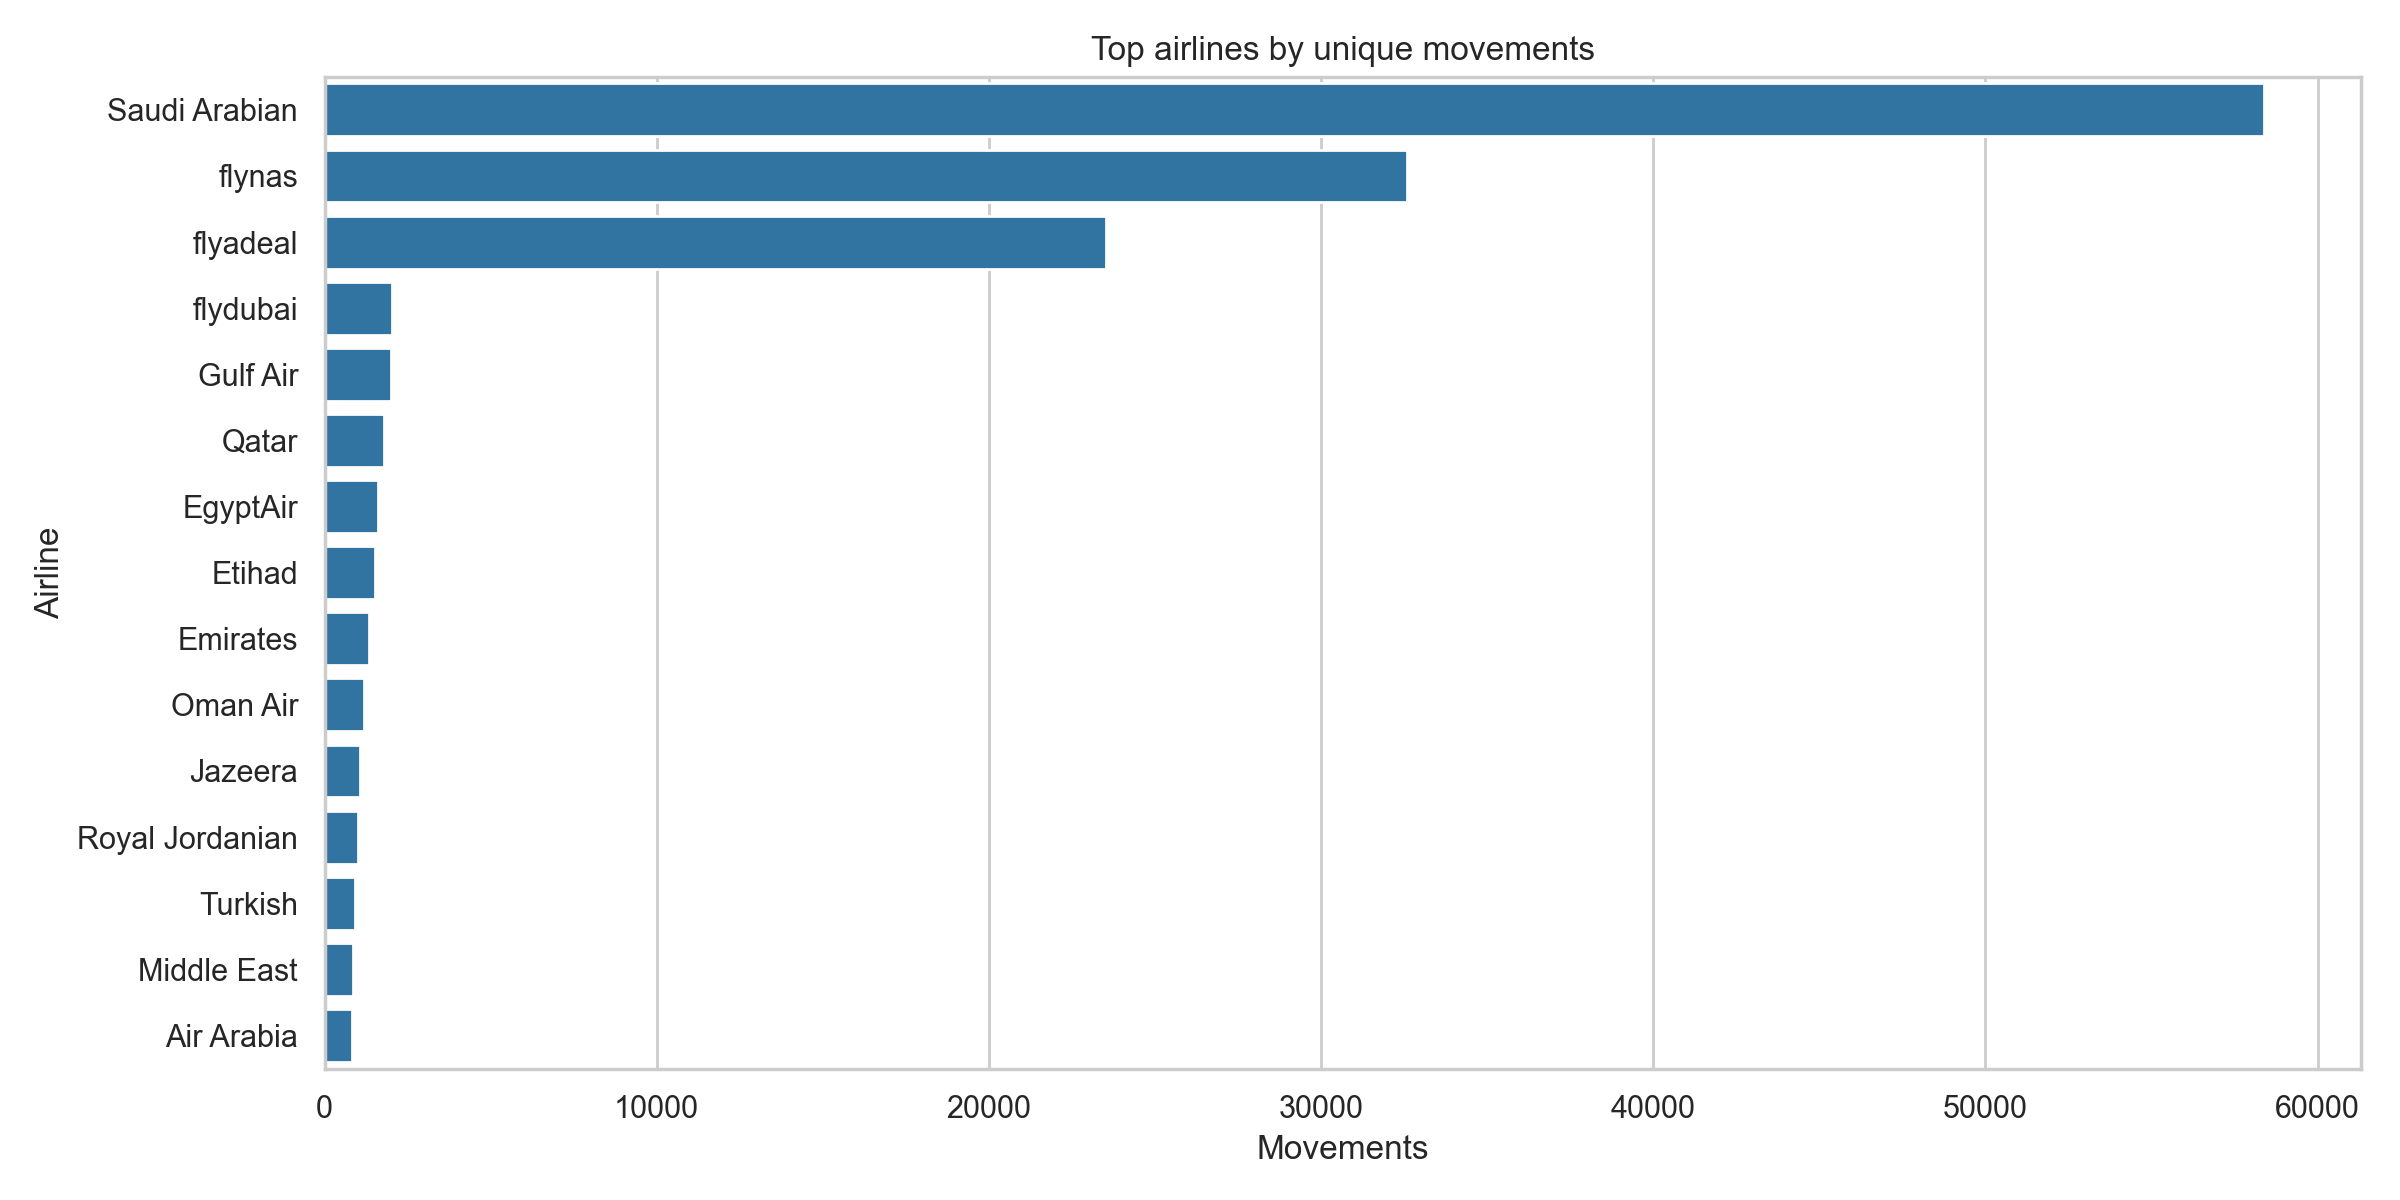 Top airlines by unique movements
Saudi Arabian
flynas
flyadeal
flydubai
Gulf Air
Qatar
EgyptAir
Etihad
Emirates
Oman Air
Jazeera
Royal Jordanian
Turkish
Middle East
Air Arabia
Airline
0 10000 20000 30000 40000 50000 60000
Movements